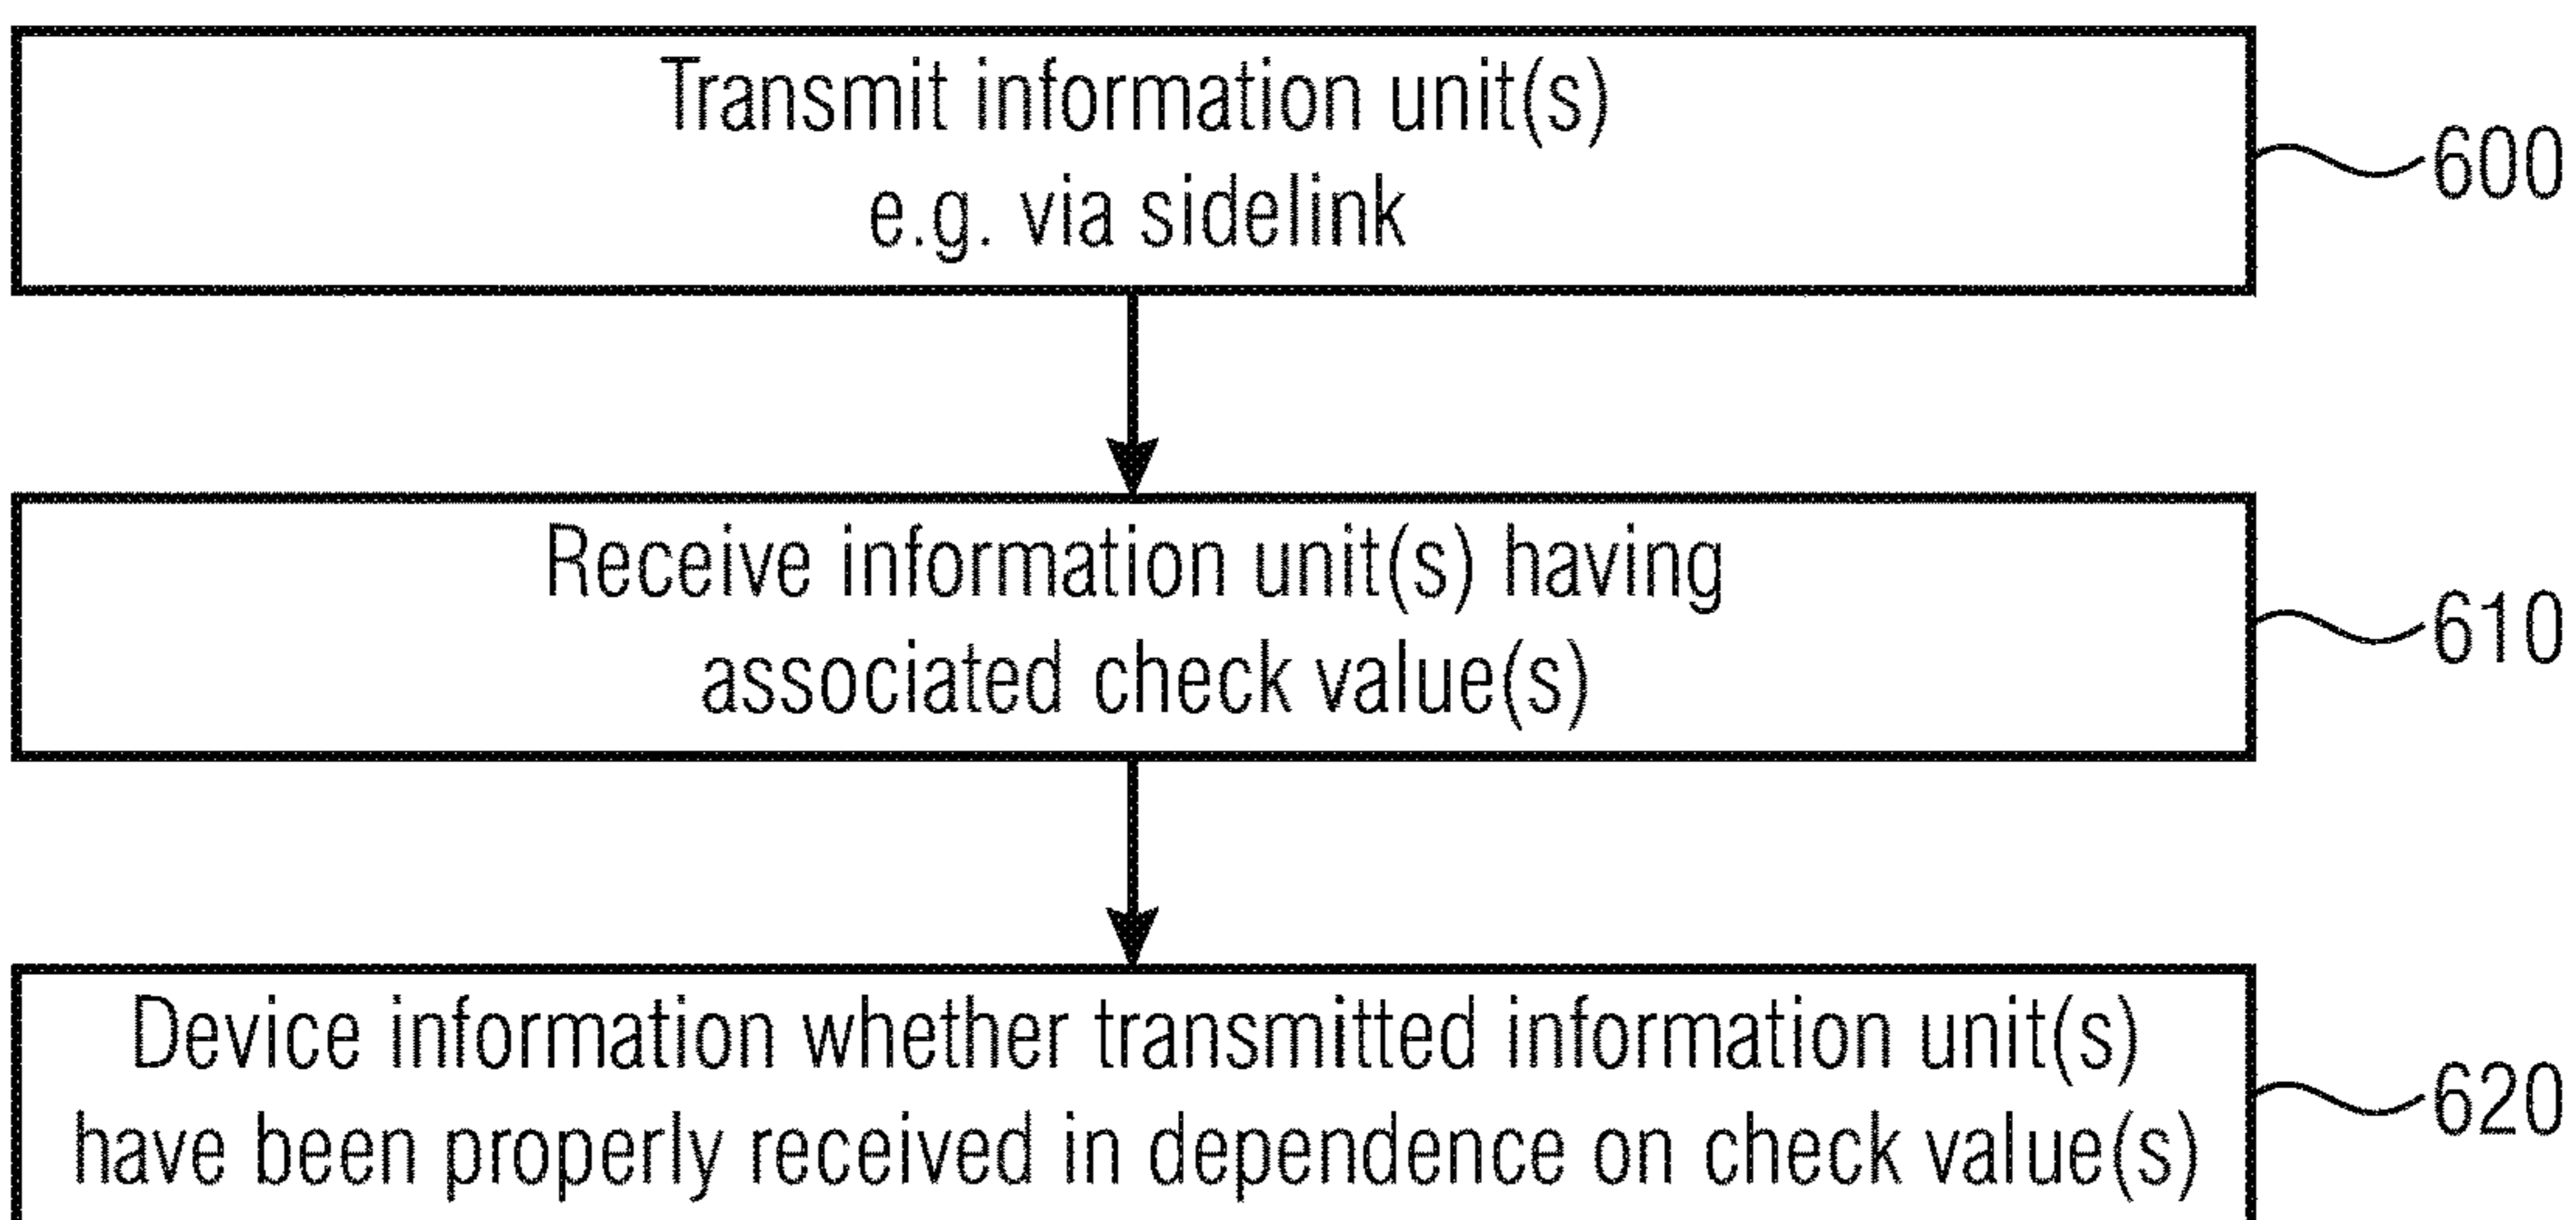 Transmit information unit(s)
e.g. via sidelink
600
Receive information unit(s) having
associated check value(s)
610
Device information whether transmitted information unit(s)
have been properly received in dependence on check value(s)
620